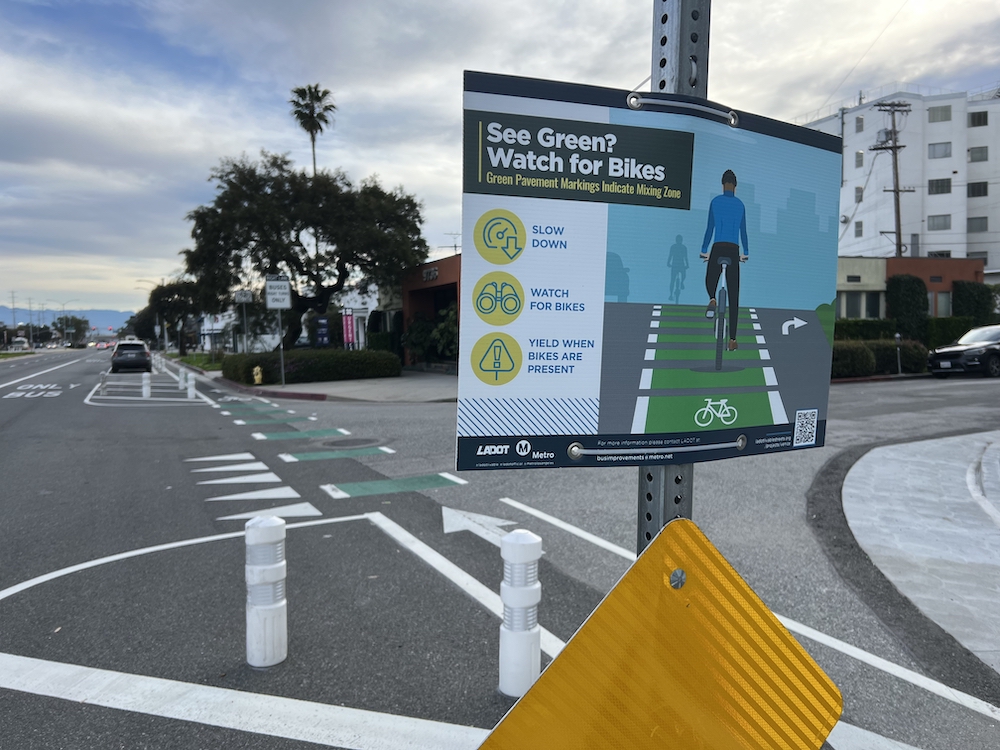 See Green?
Watch for Bikes
Green Pavement Markings Indicate Mixing Zone
SLOW
DOWN
WATCH
FOR BIKES
YIELD WHEN
BIKES ARE
PRESENT
LADOT M Metro
For more information please contact LADOT at
busimprovements@metro.net
BUSES
ONLY
ONLY
BUS